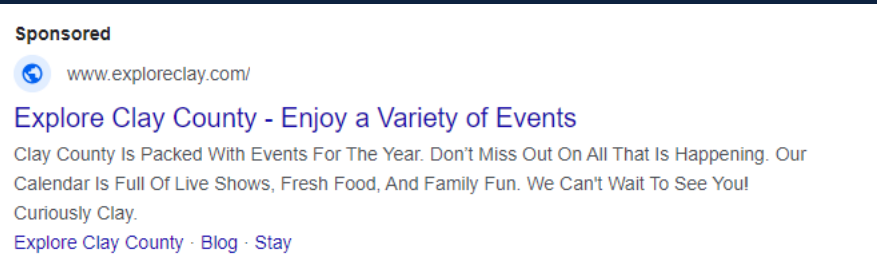 Sponsored
www.exploreclay.com/
Explore Clay County - Enjoy a Variety of Events
Clay County Is Packed With Events For The Year. Don’t Miss Out On All That Is Happening. Our
Calendar Is Full Of Live Shows, Fresh Food, And Family Fun. We Can't Wait To See You!
Curiously Clay.
Explore Clay County · Blog · Stay